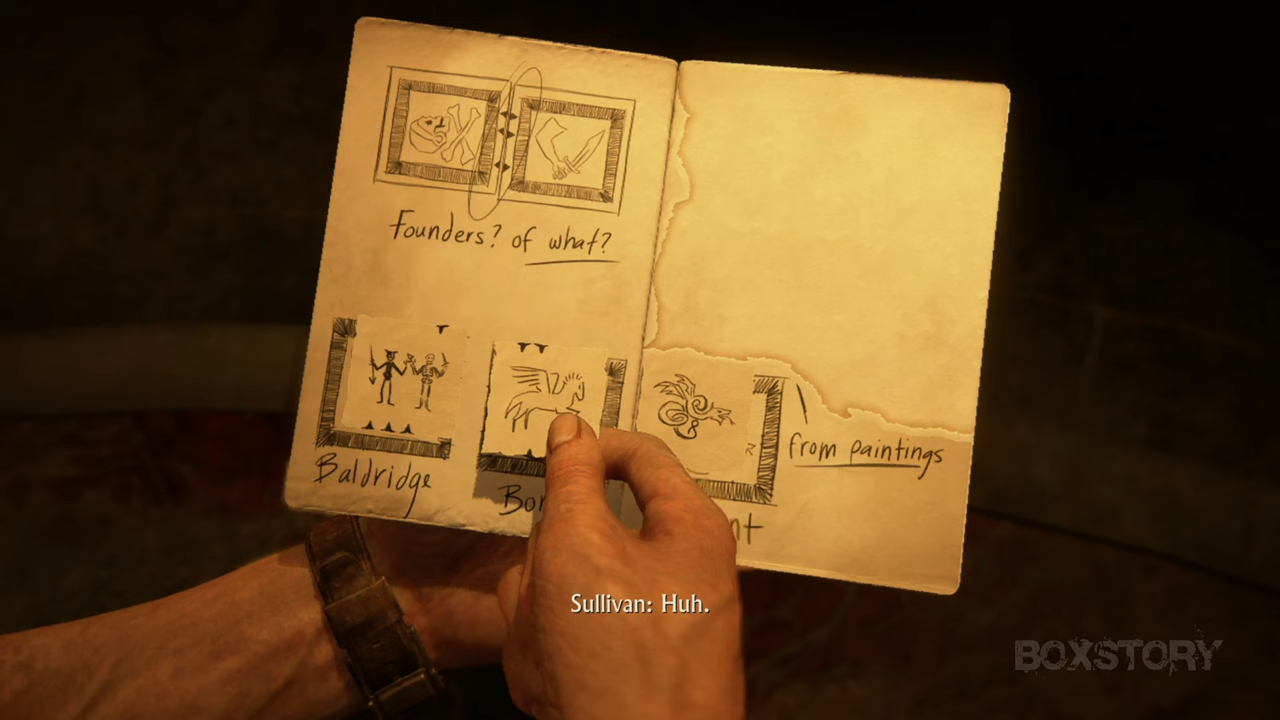 Founders? of what?
Baldridge
from paintings
Sullivan: Huh.
BOXSTORY